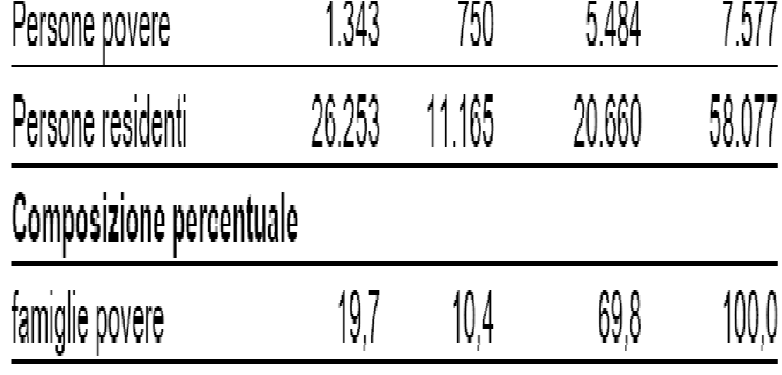 Persone povere 1.343 750 5.484 7.577
Persone residenti 26.253 11.165 20.660 58.077
Composizione percentuale
famiglie povere 19,7 10,4 69,8 100,0